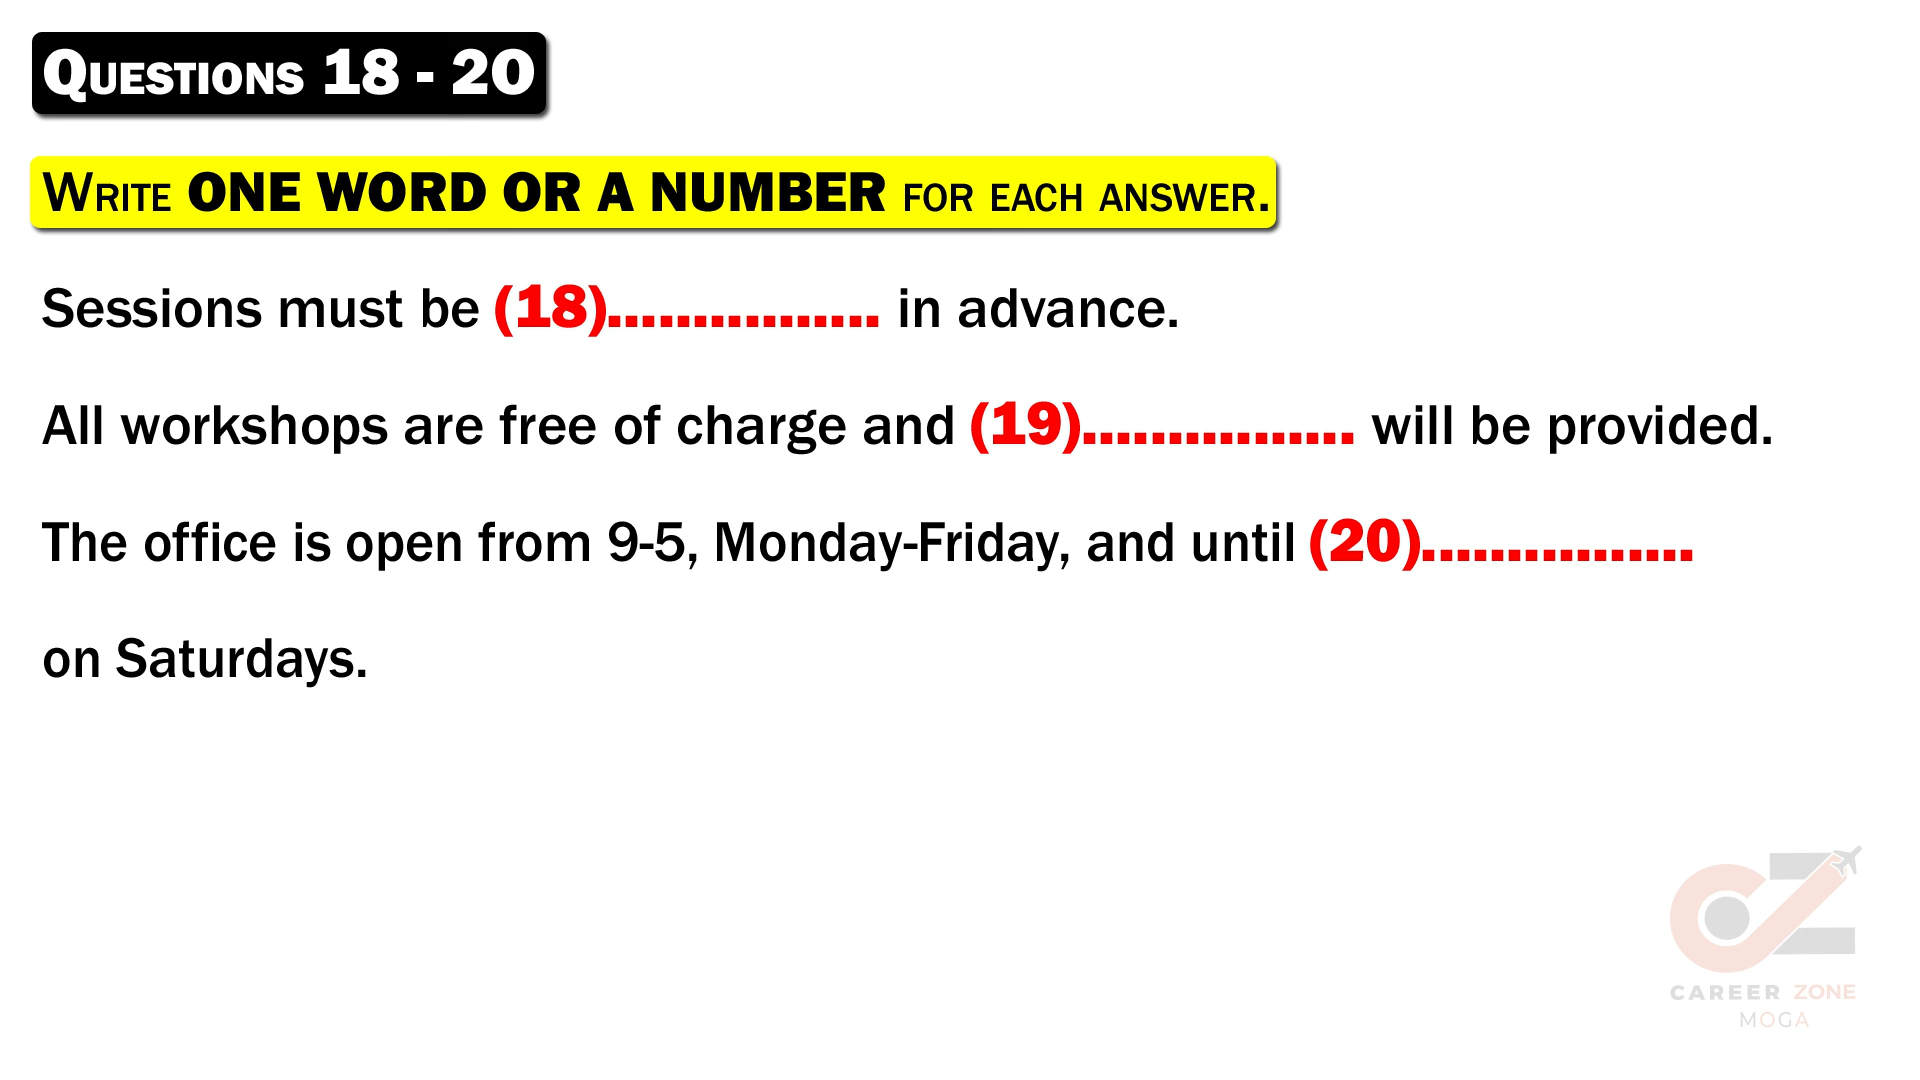 QUESTIONS 18 - 20
WRITE ONE WORD OR A NUMBER FOR EACH ANSWER.
Sessions must be (18)................ in advance.
All workshops are free of charge and (19)................ will be provided.
The office is open from 9-5, Monday-Friday, and until (20)................
on Saturdays.
CAREER ZONE
MOGA